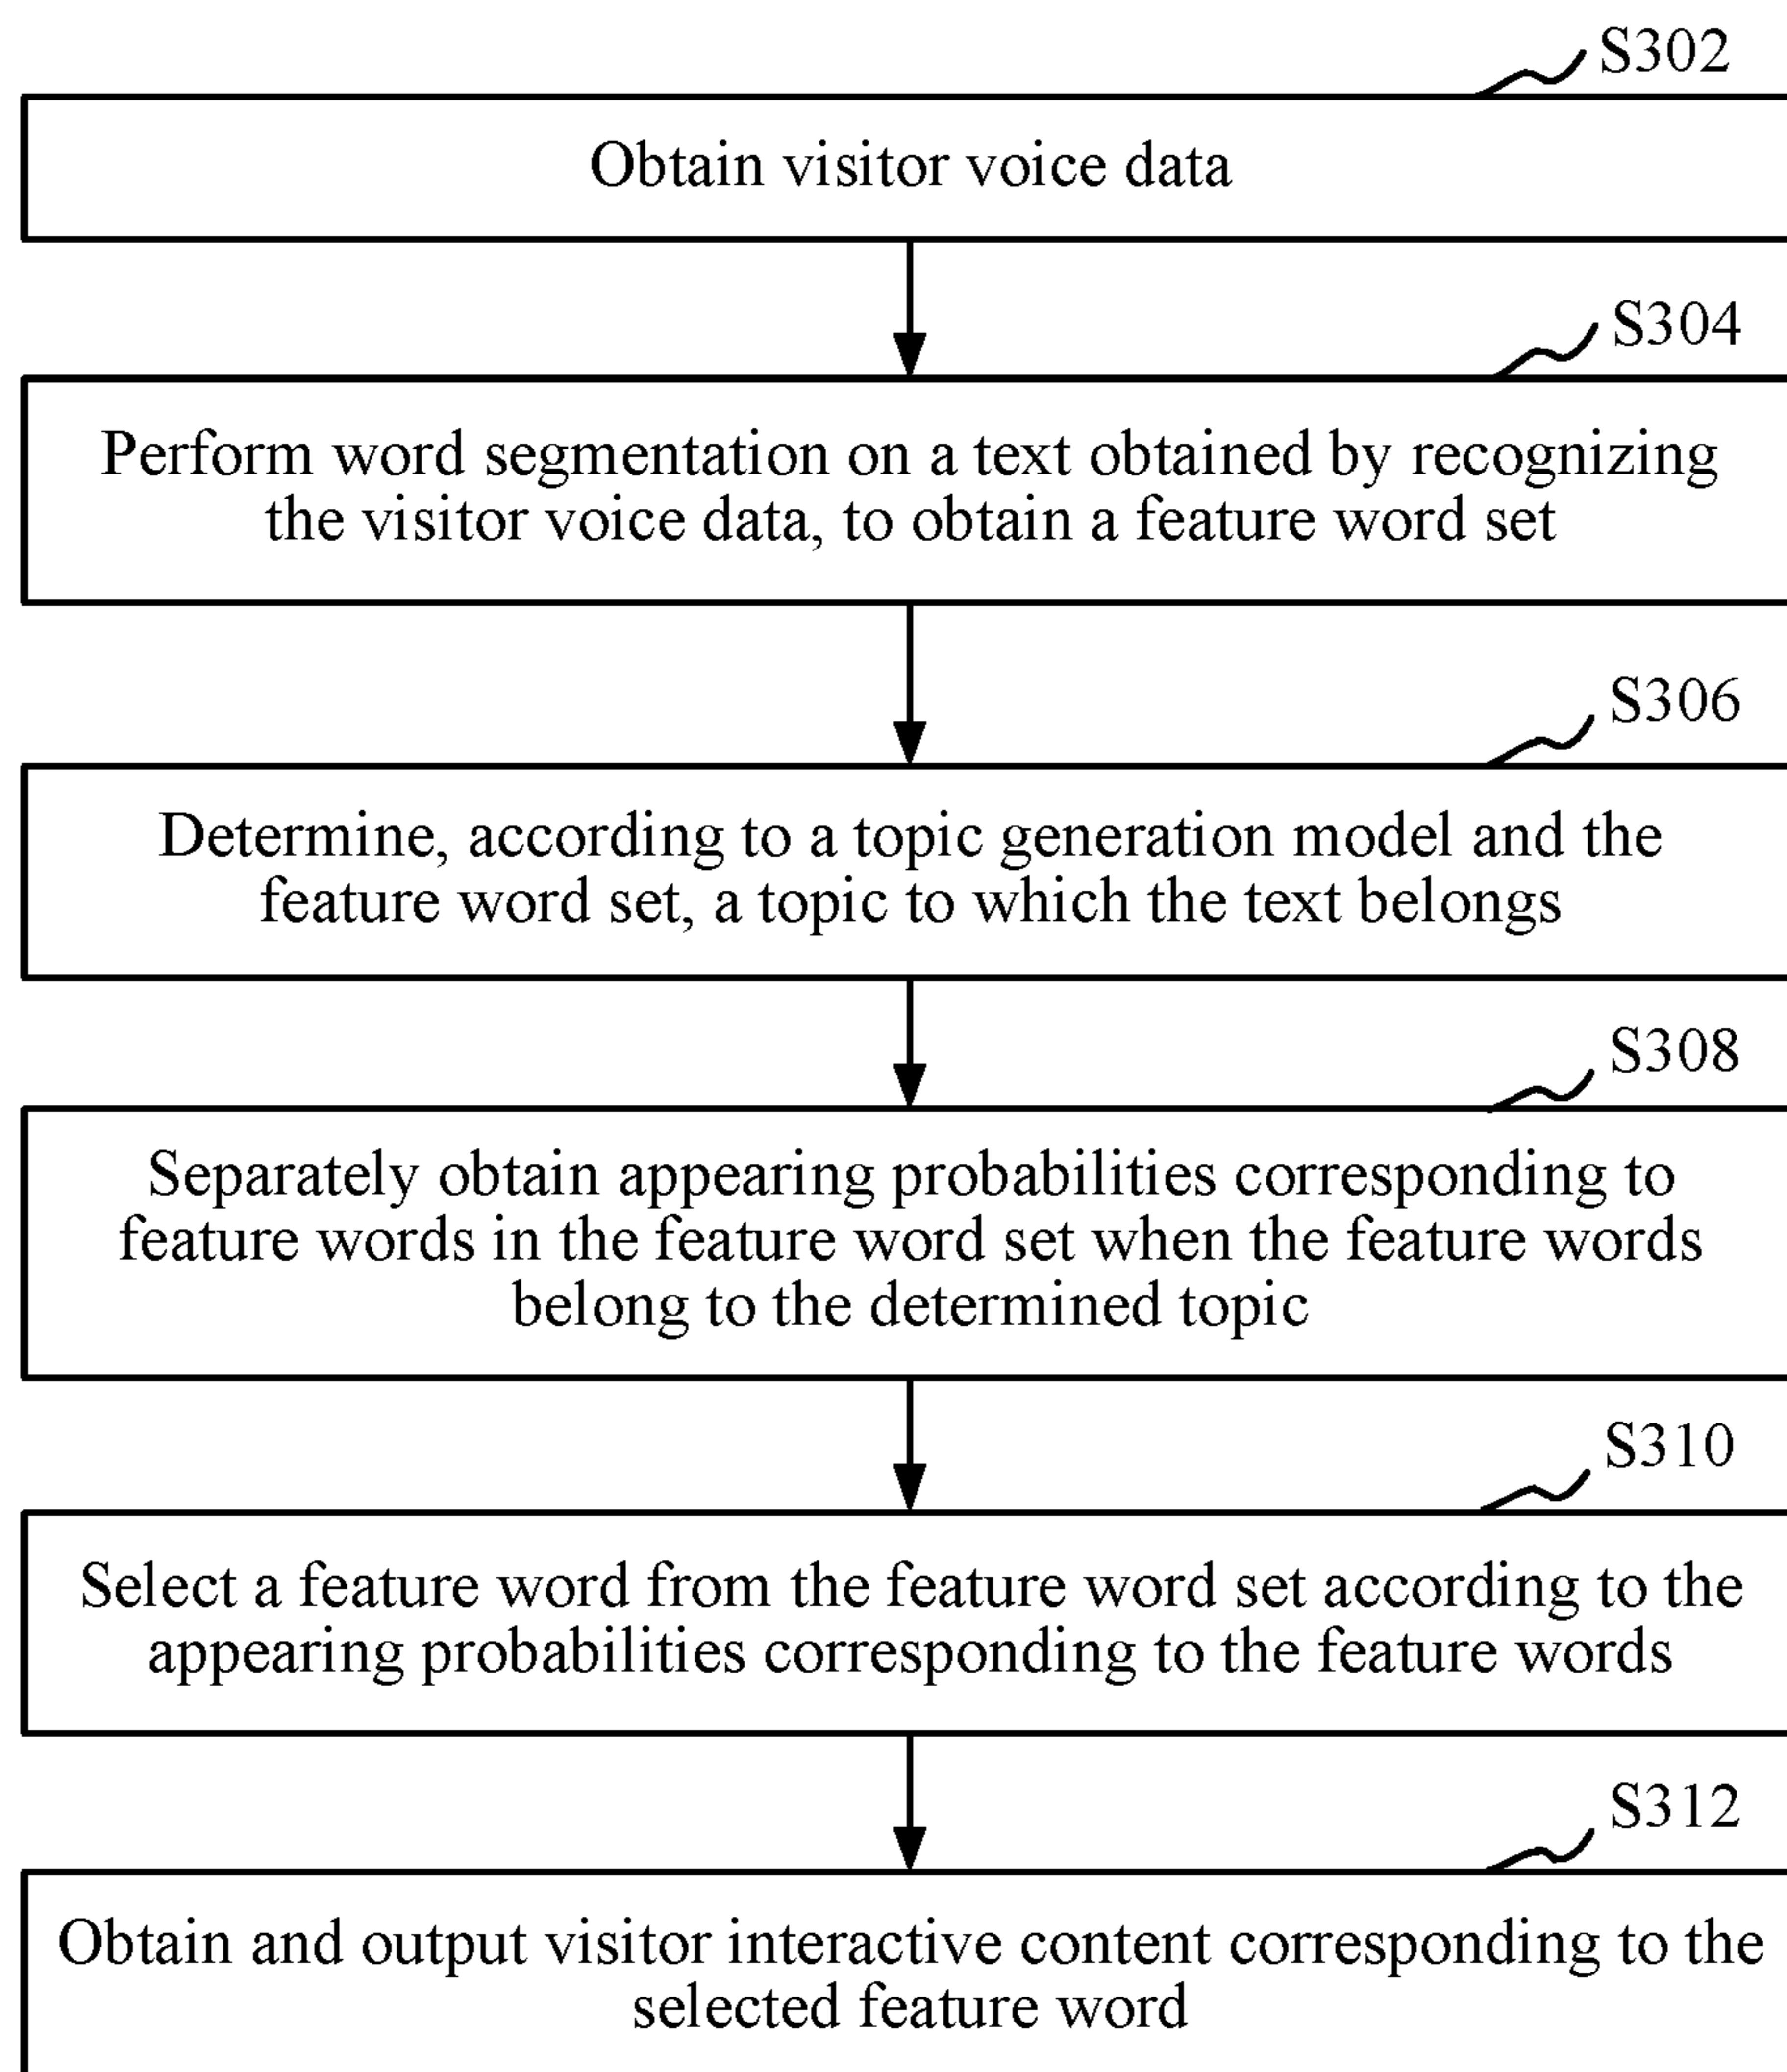 S302
Obtain visitor voice data
S304
Perform word segmentation on a text obtained by recognizing
the visitor voice data, to obtain a feature word set
S306
Determine, according to a topic generation model and the
feature word set, a topic to which the text belongs
S308
Separately obtain appearing probabilities corresponding to
feature words in the feature word set when the feature words
belong to the determined topic
S310
Select a feature word from the feature word set according to the
appearing probabilities corresponding to the feature words
S312
Obtain and output visitor interactive content corresponding to the
selected feature word